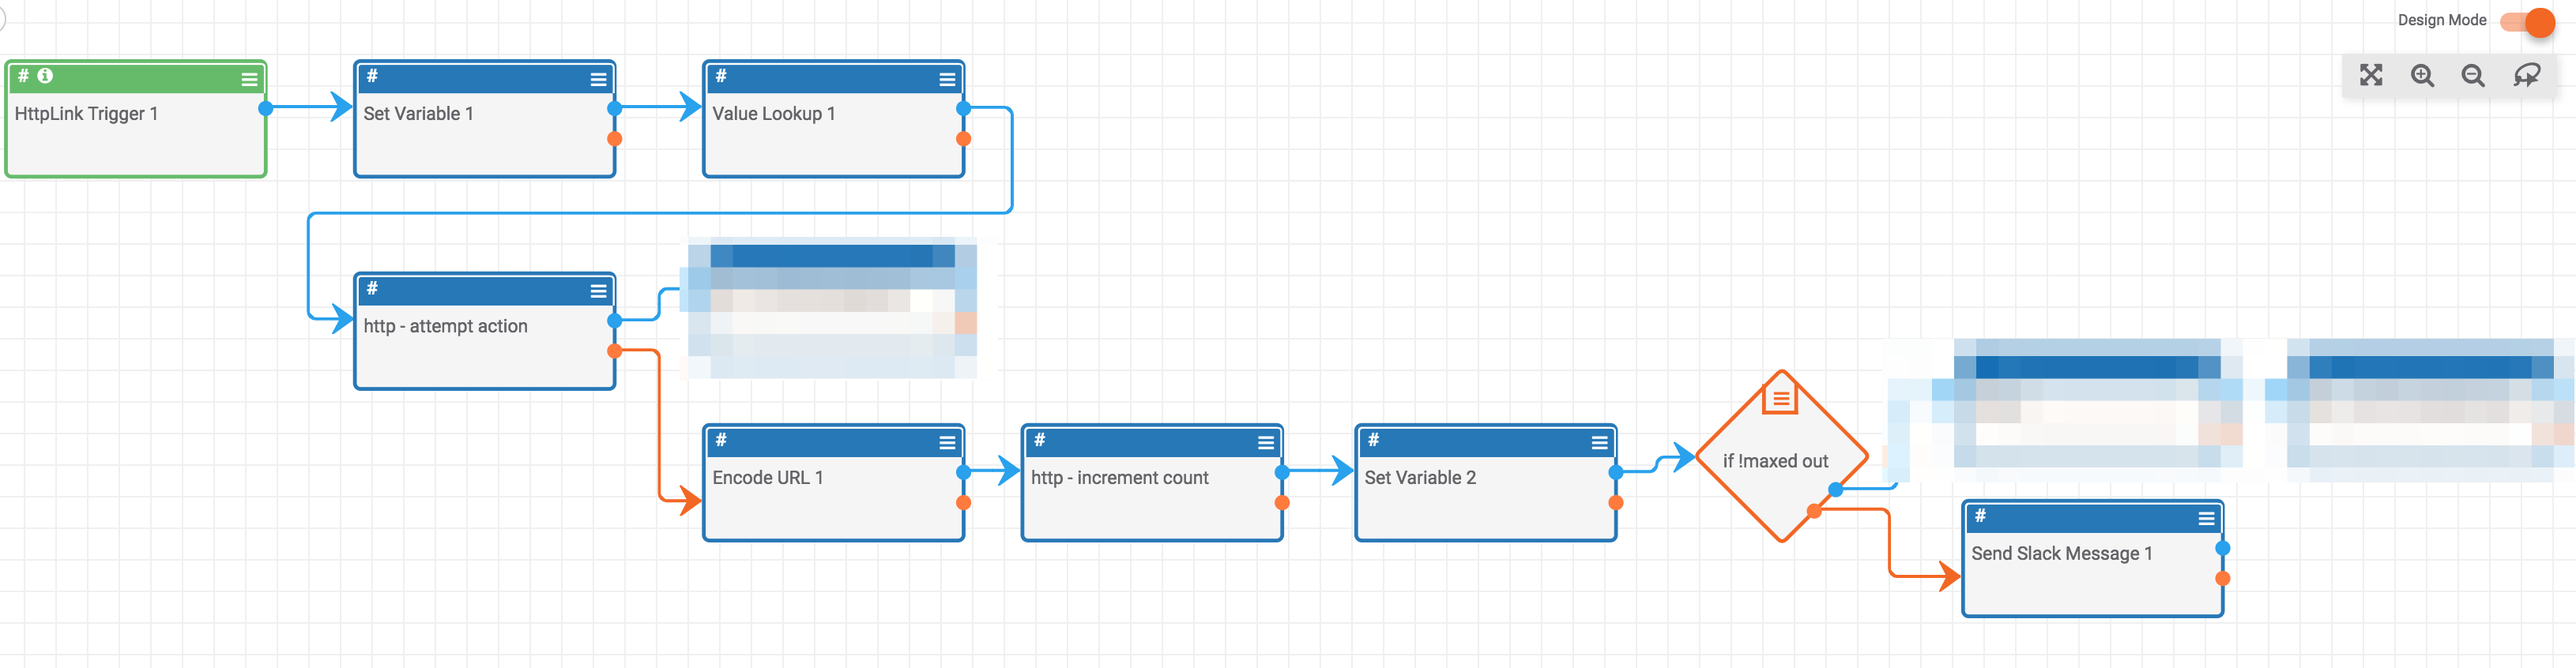 Design Mode
#
HttpLink Trigger 1
#
Set Variable 1
#
Value Lookup 1
#
http - attempt action
#
Encode URL 1
#
http - increment count
#
Set Variable 2
if !maxed out
#
Send Slack Message 1